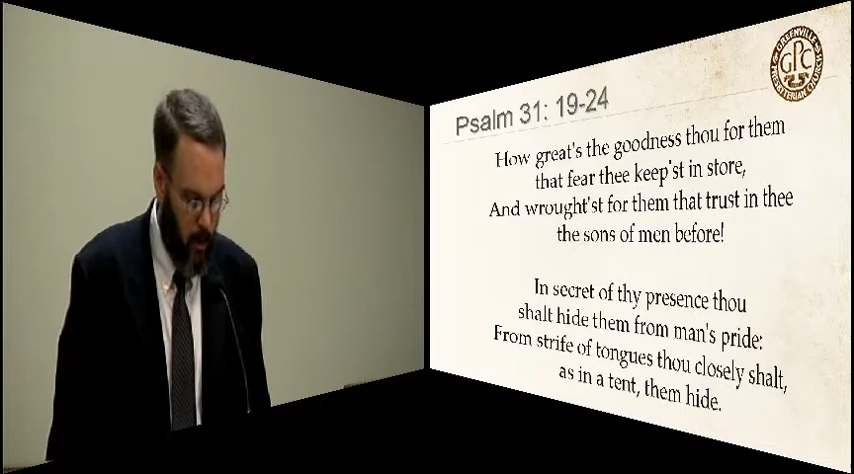 GREENVILLE
GPC
PRESBYTERIAN CHURCH
Psalm 31: 19-24
How great's the goodness thou for them
that fear thee keep'st in store,
And wrought'st for them that trust in thee
the sons of men before!
In secret of thy presence thou
shalt hide them from man's pride:
From strife of tongues thou closely shalt,
as in a tent, them hide.